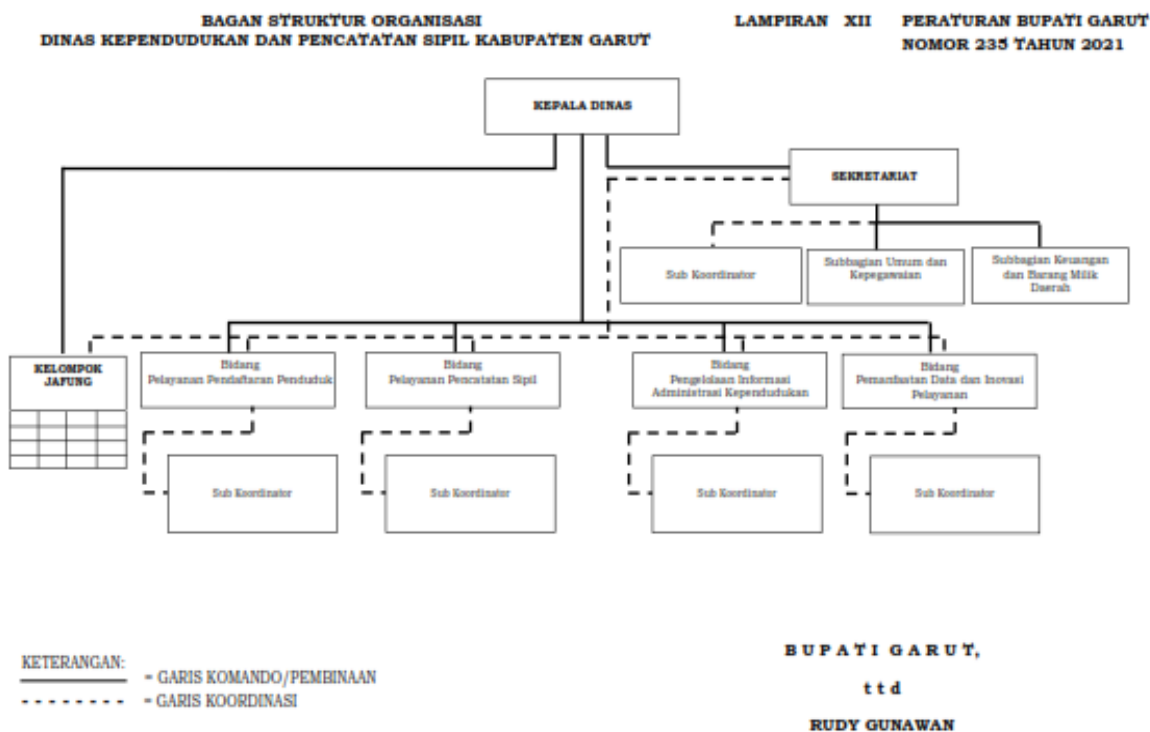 BAGAN STRUKTUR ORGANISASI
DINAS KEPENDUDUKAN DAN PENCATATAN SIPIL KABUPATEN GARUT
LAMPIRAN XII PERATURAN BUPATI GARUT
NOMOR 235 TAHUN 2021
KEPALA DINAS
SEKRETARIAT
Sub Koordinator
Subbagian Umum dan
Kepegawaian
Subbagian Keuangan
dan Barang Milik
Daerah
KELOMPOK
JAFUNG
Bidang
Pelayanan Pendaftaran Penduduk
Bidang
Pelayanan Pencatatan Sipil
Bidang
Pengelolaan Informasi
Administrasi Kependudukan
Bidang
Pemanfaatan Data dan Inovasi
Pelayanan
Sub Koordinator
Sub Koordinator
Sub Koordinator
Sub Koordinator
KETERANGAN:
= GARIS KOMANDO/PEMBINAAN
= GARIS KOORDINASI
BUPATI GARUT,
ttd
RUDY GUNAWAN